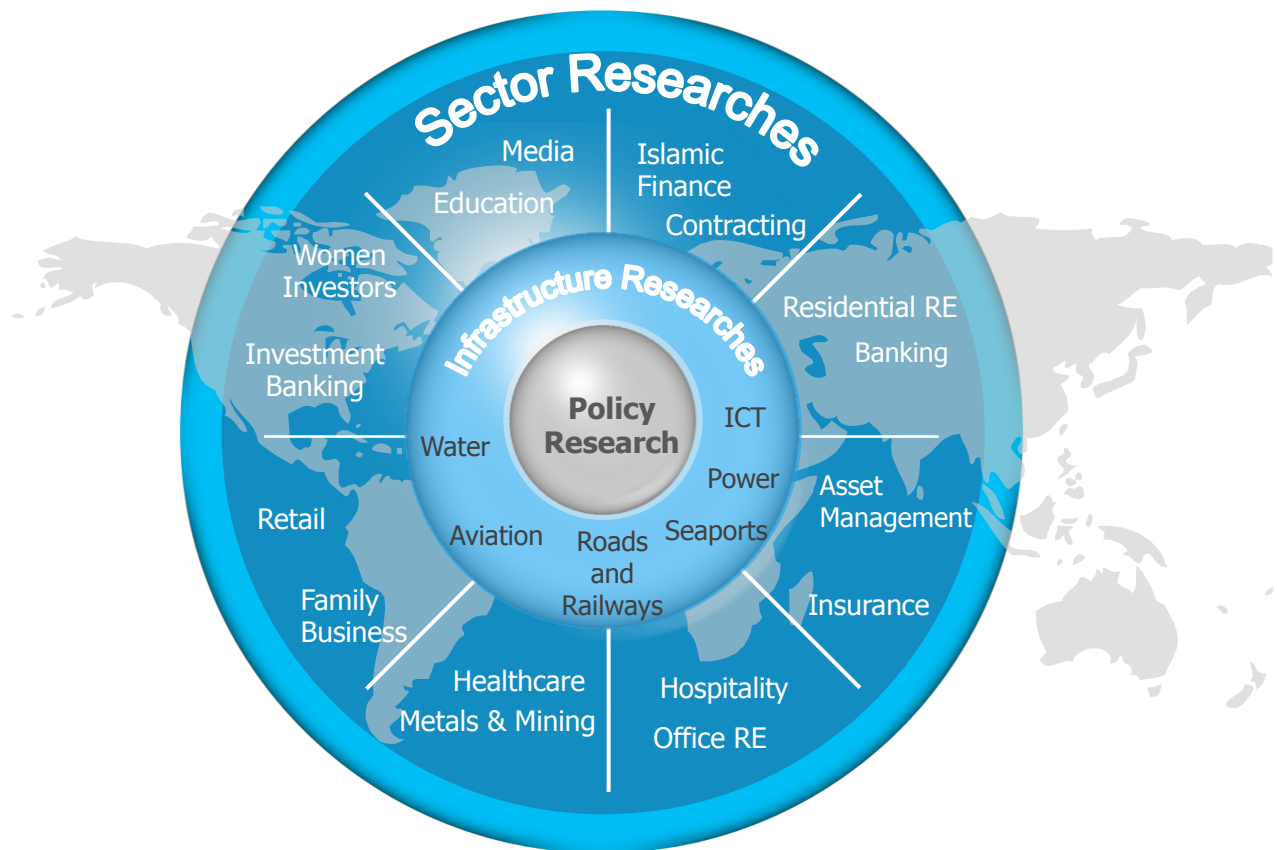 Sector Researches
Media
Education
Islamic
Finance
Contracting
Women
Investors
Investment
Banking
Residential RE
Banking
Infrastructure Researches
Policy
Research
ICT
Water
Power
Aviation
Roads
and
Railways
Seaports
Asset
Management
Retail
Family
Business
Insurance
Healthcare
Metals & Mining
Hospitality
Office RE